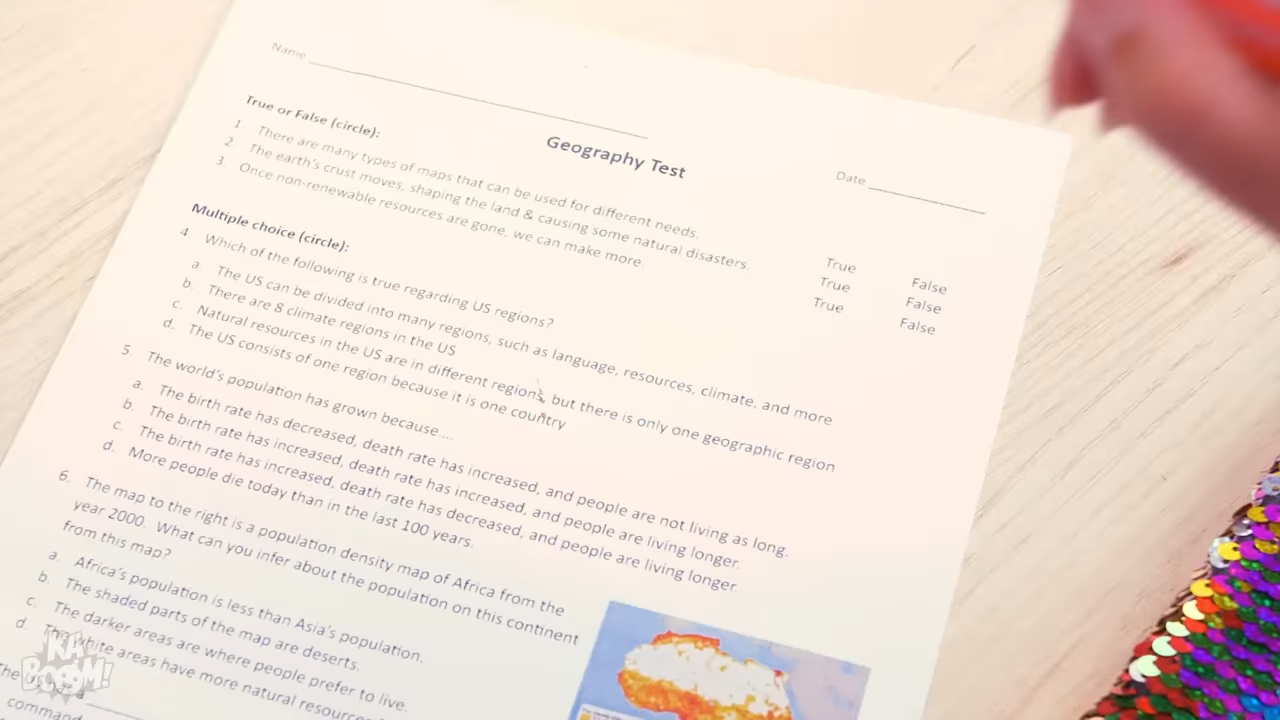 Name
Geography Test
Date
True or False (circle):
1 There are many types of maps that can be used for different needs. True False
2 The earth's crust moves, shaping the land & causing some natural disasters. True False
3. Once non-renewable resources are gone, we can make more. True False
Multiple choice (circle):
4. Which of the following is true regarding US regions?
a. The US can be divided into many regions, such as language, resources, climate, and more
b. There are 8 climate regions in the US
c. Natural resources in the US are in different regions, but there is only one geographic region
d. The US consists of one region because it is one country
5. The world's population has grown because....
a. The birth rate has decreased, death rate has increased, and people are not living as long.
b. The birth rate has increased, death rate has increased, and people are living longer.
c. The birth rate has increased, death rate has decreased, and people are living longer.
d. More people die today than in the last 100 years.
6. The map to the right is a population density map of Africa from the
year 2000. What can you infer about the population on this continent
from this map?
a. Africa's population is less than Asia's population.
b. The shaded parts of the map are deserts.
c. The darker areas are where people prefer to live.
d. The white areas have more natural resources
The
command
KA BOOM!